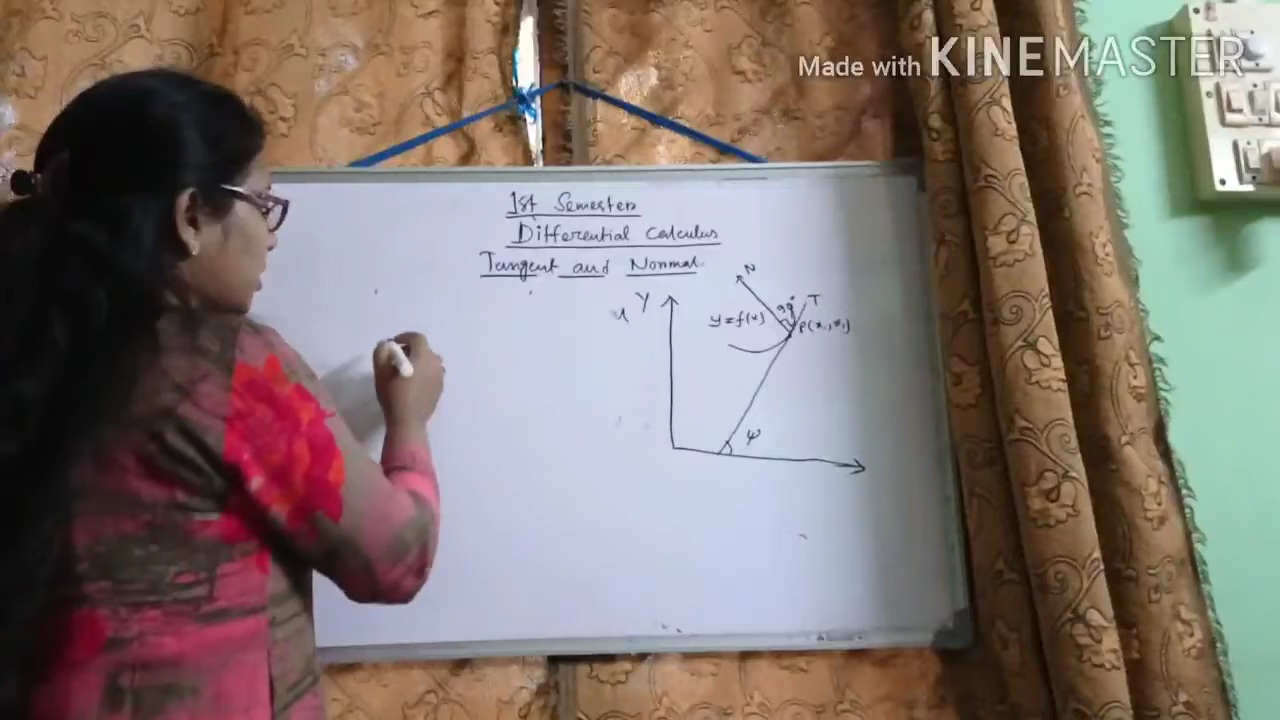 Made with KINEMASTER
1st Semester
Differential Calculus
Tangent and Normal
Y
N
90°
T
y=f(x)
P(x₁, y₁)
ψ